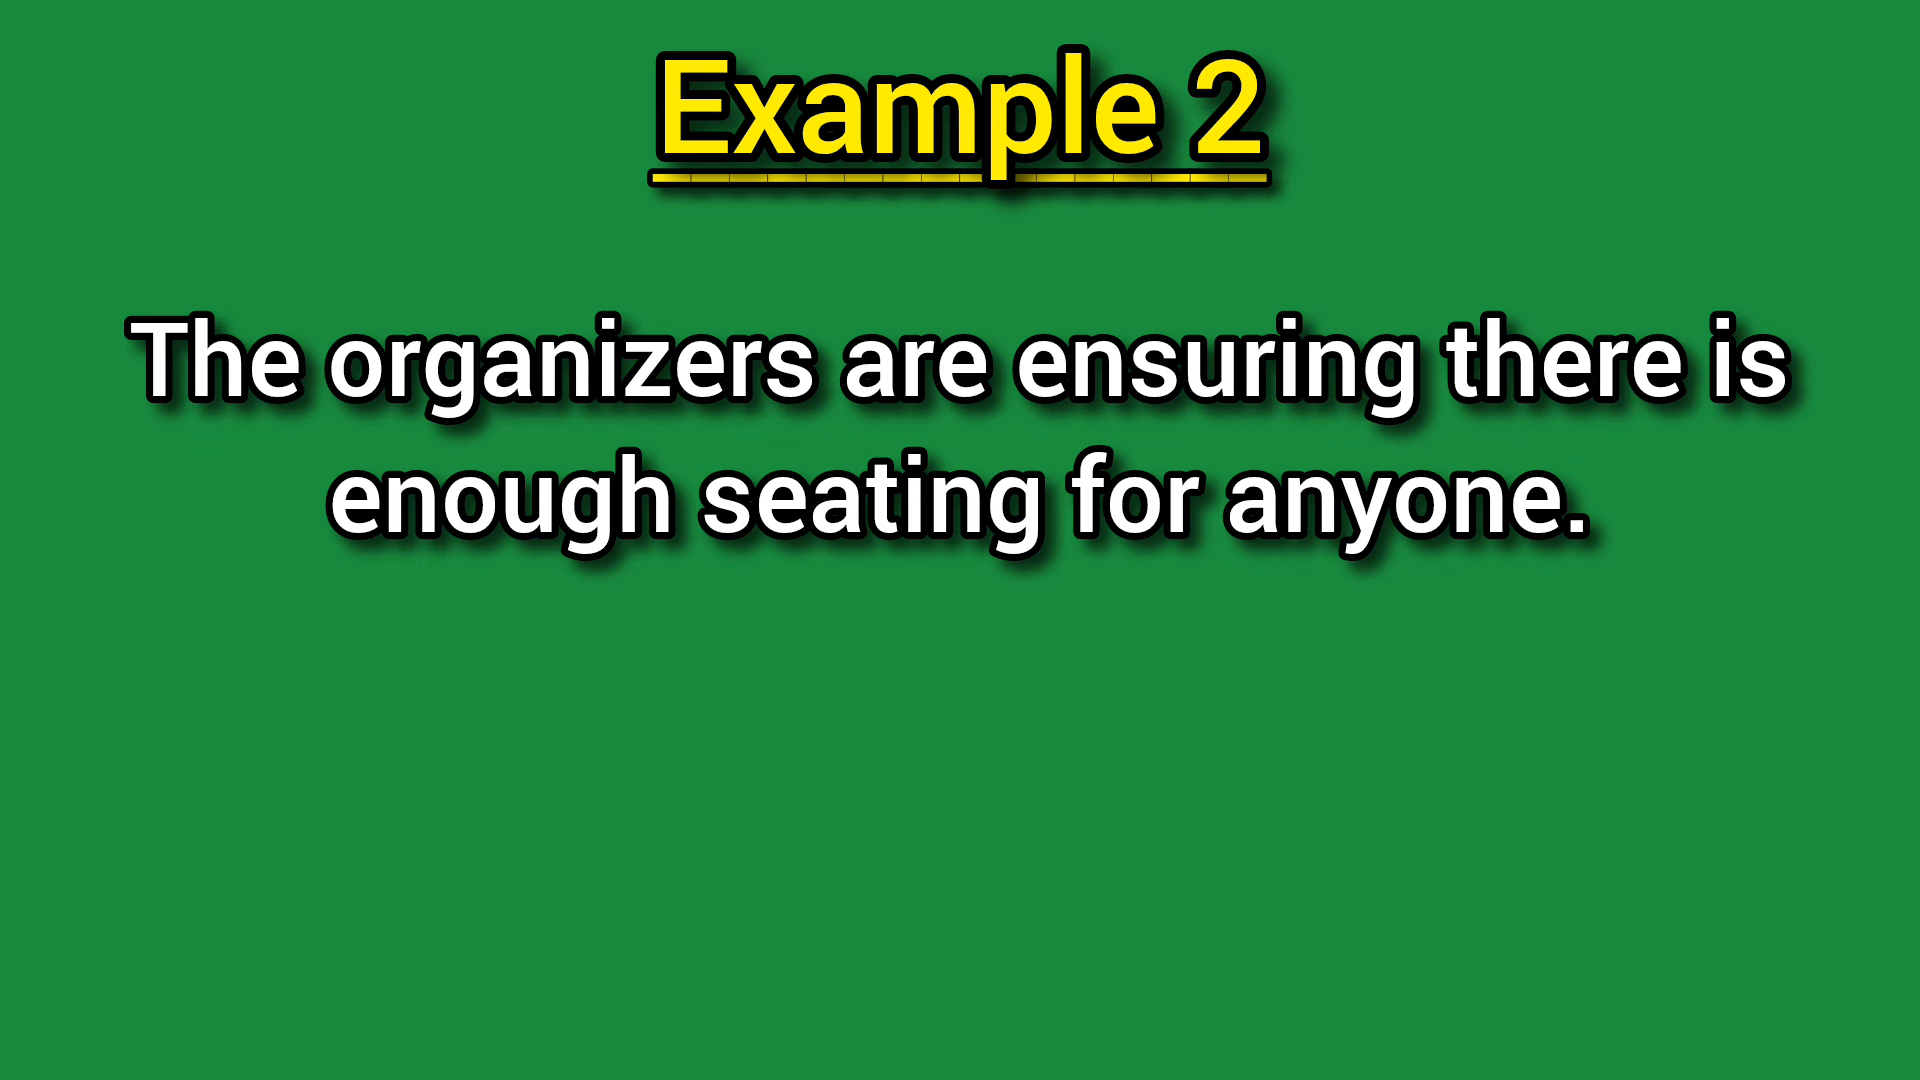 Example 2
The organizers are ensuring there is
enough seating for anyone.